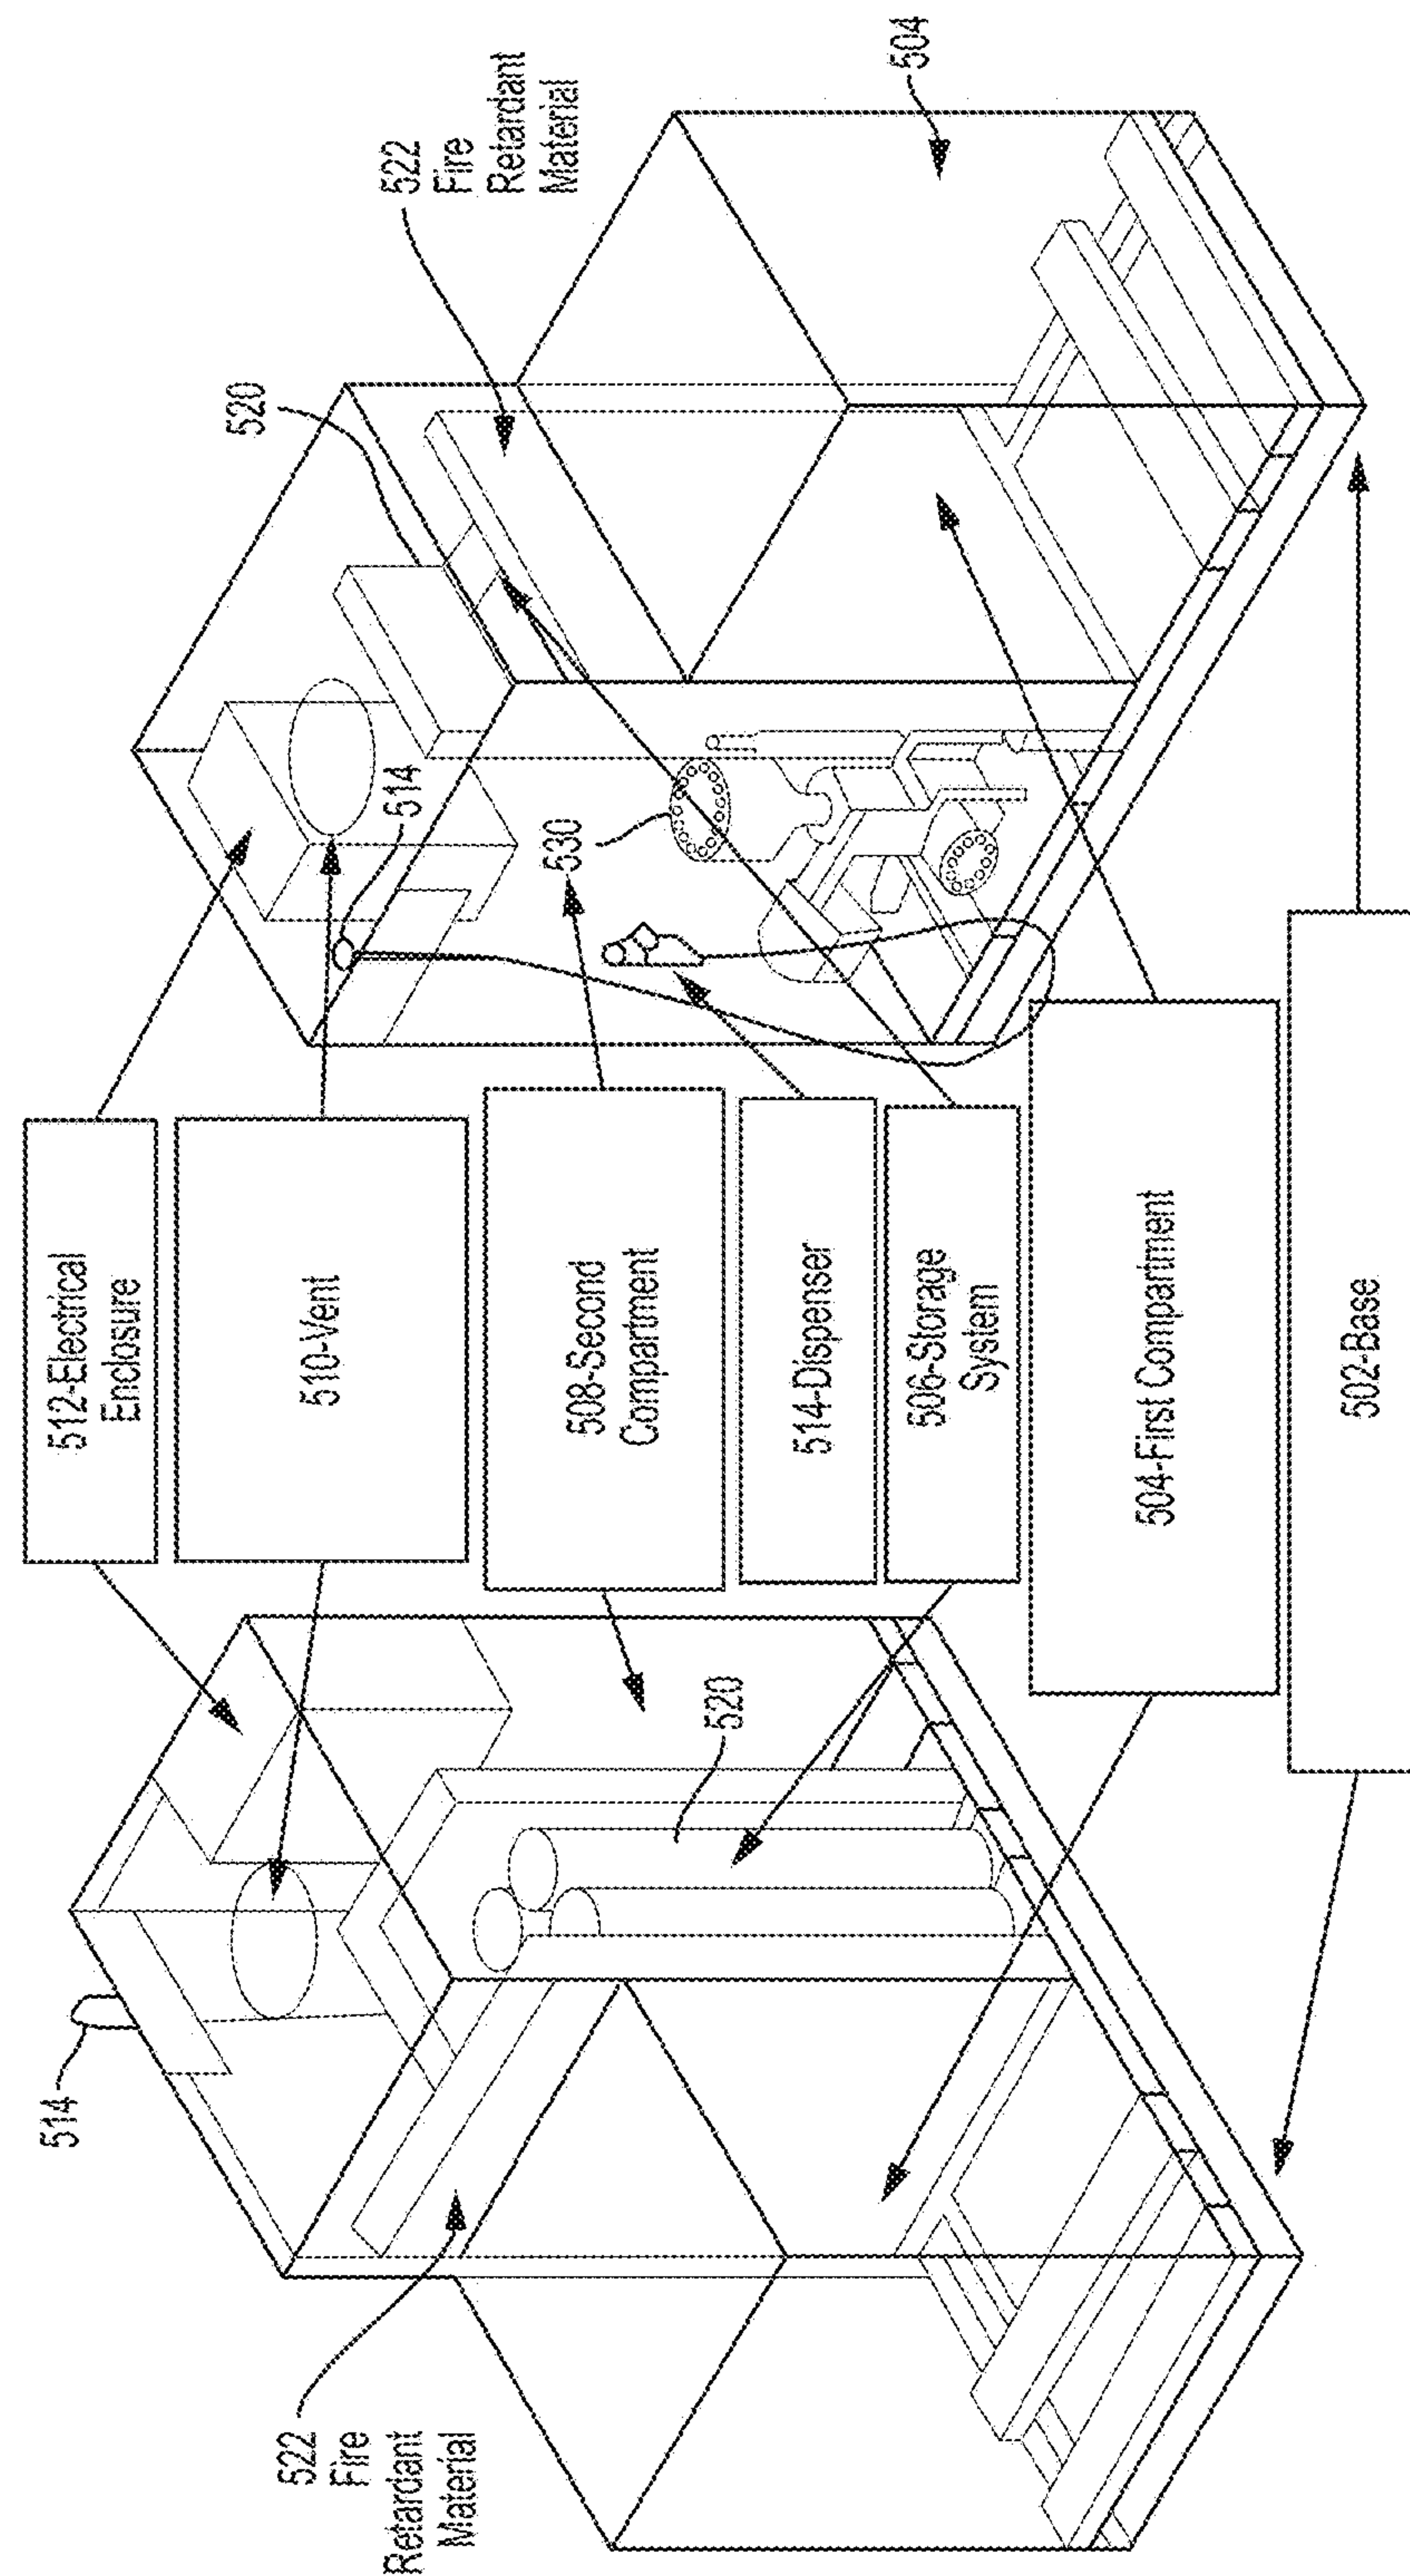 512-Electrical
Enclosure
510-Vent
508-Second
Compartment
514-Dispenser
506-Storage
System
504-First Compartment
502-Base
514
522
Fire
Retardant
Material
520
520
522
Fire
Retardant
Material
504
514
530